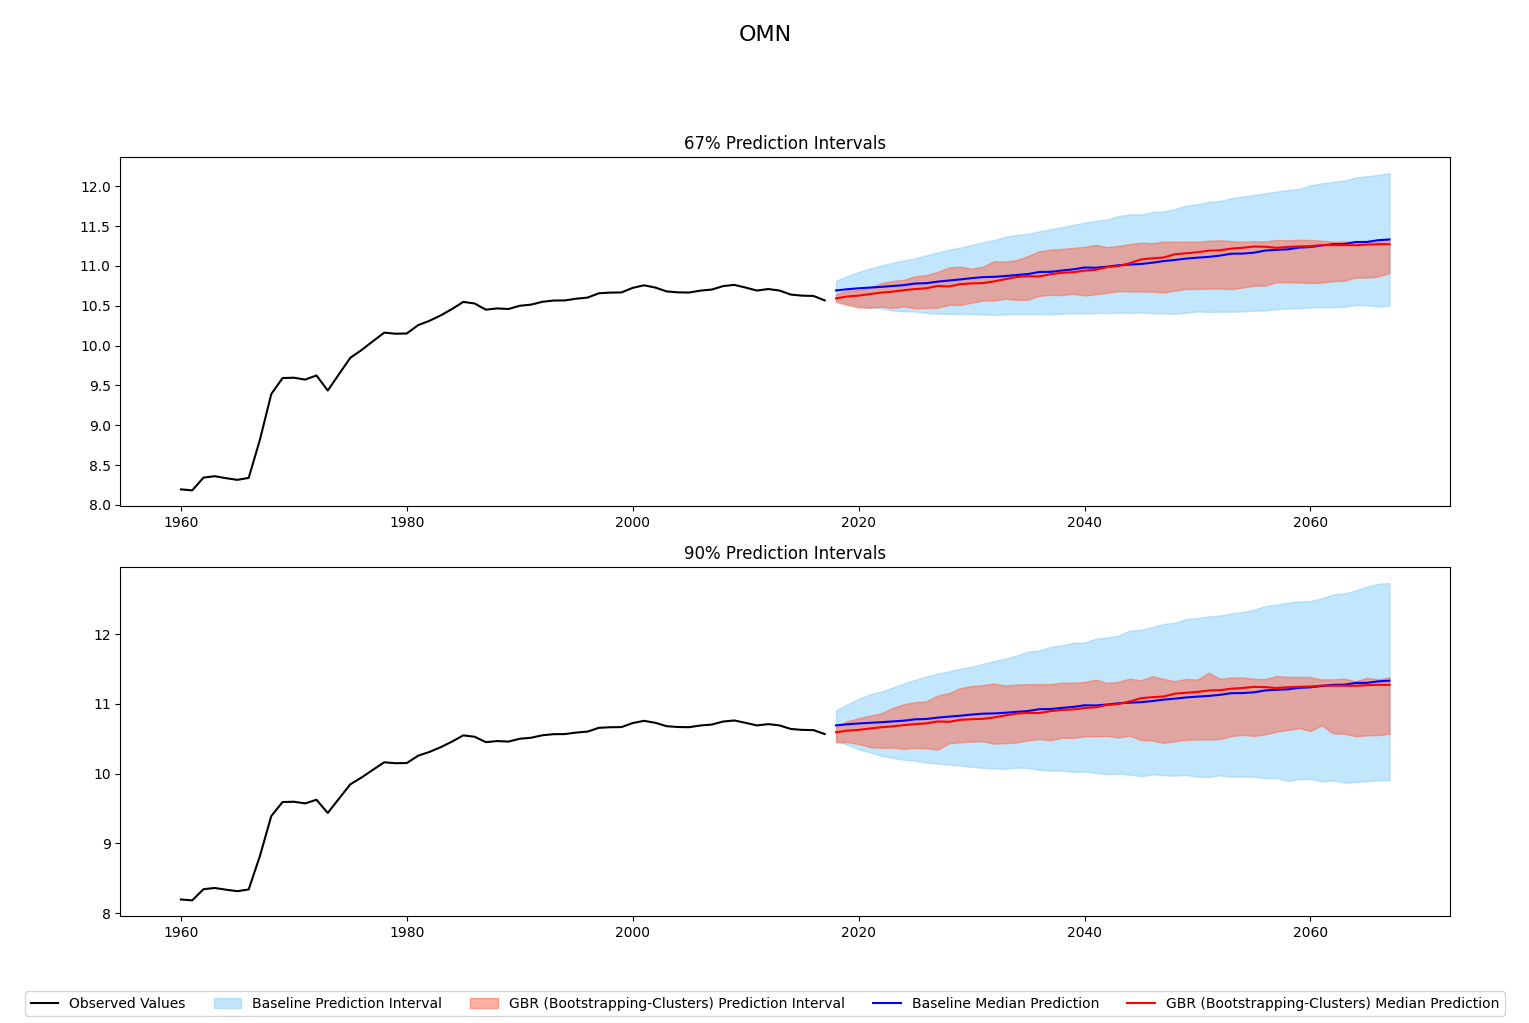 OMN
67% Prediction Intervals
12.0
11.5
11.0
10.5
10.0
9.5
9.0
8.5
8.0
1960 1980 2000 2020 2040 2060
90% Prediction Intervals
12
11
10
9
8
1960 1980 2000 2020 2040 2060
Observed Values Baseline Prediction Interval GBR (Bootstrapping-Clusters) Prediction Interval Baseline Median Prediction GBR (Bootstrapping-Clusters) Median Prediction